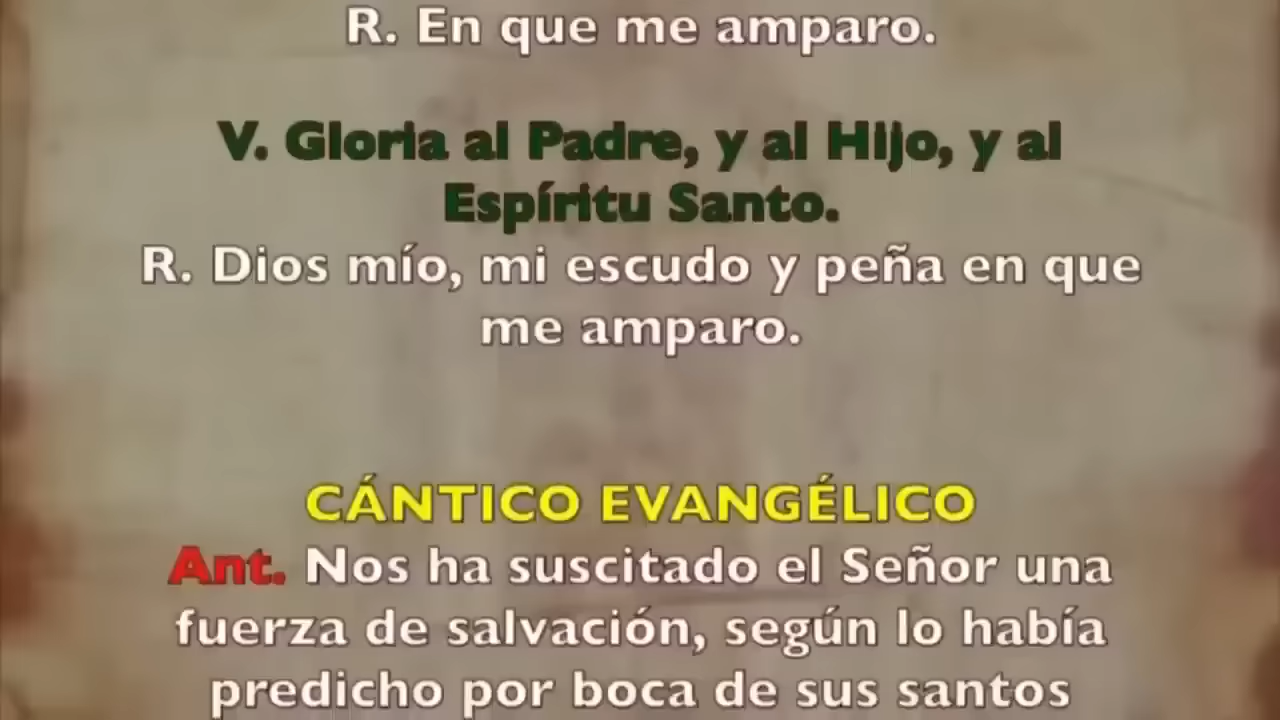 R. En que me amparo.
V. Gloria al Padre, y al Hijo, y al
Espíritu Santo.
R. Dios mío, mi escudo y peña en que
me amparo.
CÁNTICO EVANGÉLICO
Ant. Nos ha suscitado el Señor una
fuerza de salvación, según lo había
predicho por boca de sus santos